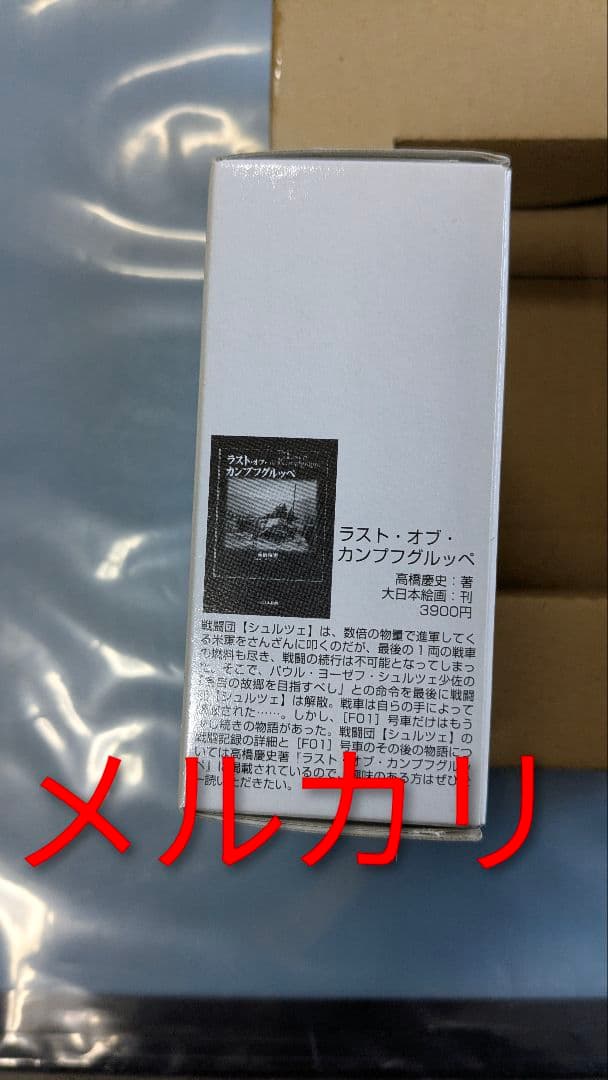 ラスト・オブ・
カンプフグルッペ
ラスト・オブ・
カンプフグルッペ
高橋慶史：著
大日本絵画：刊
3900円
戦闘団【シュルツェ】は、数倍の物量で進軍してく
る米軍をさんざんに叩くのだが、最後の１両の戦車
の燃料も尽き、戦闘の続行は不可能となってしまっ
た。そこで、パウル・ヨーゼフ・シュルツェ少佐の
の故郷を目指すべし」との命令を最後に戦闘
団【シュルツェ】は解散。戦車は自らの手によって
された……。しかし、［F01］号車だけはもう
少し続きの物語があった。戦闘団【シュルツェ】の
戦闘記録の詳細と［F01］号車のその後の物語につ
いては高橋慶史著「ラスト・オブ・カンプフグルッ
ペ」に掲載されているので、興味のある方はぜひ
一読いただきたい。
メルカリ